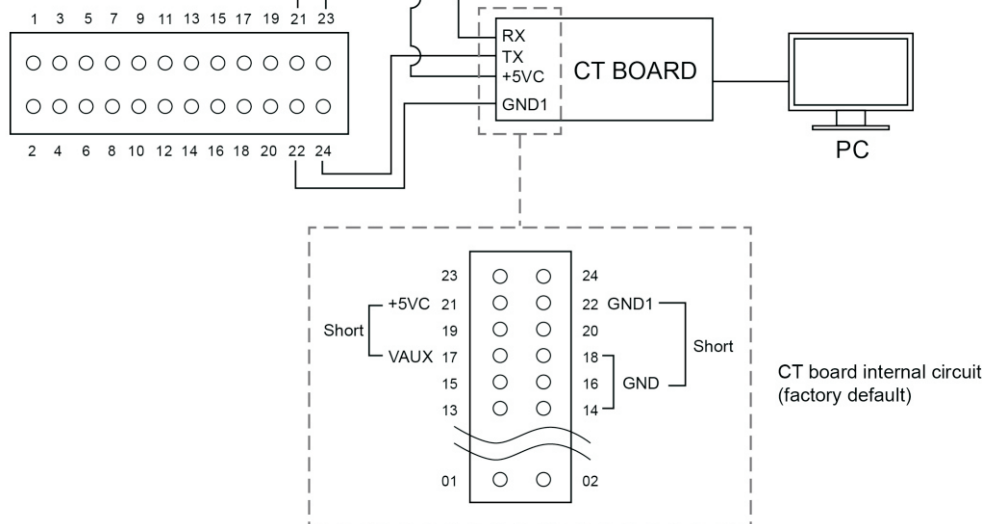 1 3 5 7 9 11 13 15 17 19 21 23
RX
TX
+5VC
GND1
CT BOARD
2 4 6 8 10 12 14 16 18 20 22 24
PC
23 24
+5VC 21 22 GND1
Short 19 20
VAUX 17 18 Short
15 16 GND
13 14
CT board internal circuit
(factory default)
01 02